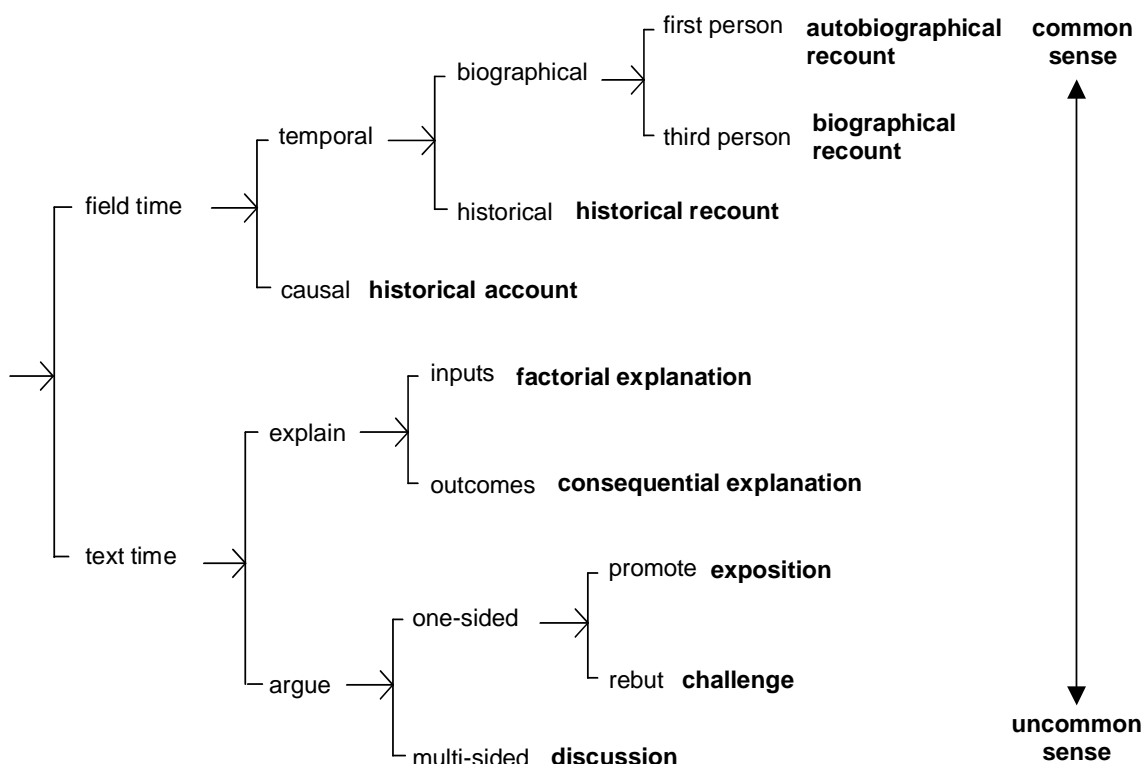 first person autobiographical recount common sense
biographical
third person biographical recount
temporal
historical historical recount
field time
causal historical account
inputs factorial explanation
explain
outcomes consequential explanation
text time
promote exposition
one-sided
rebut challenge
argue
uncommon sense
multi-sided discussion